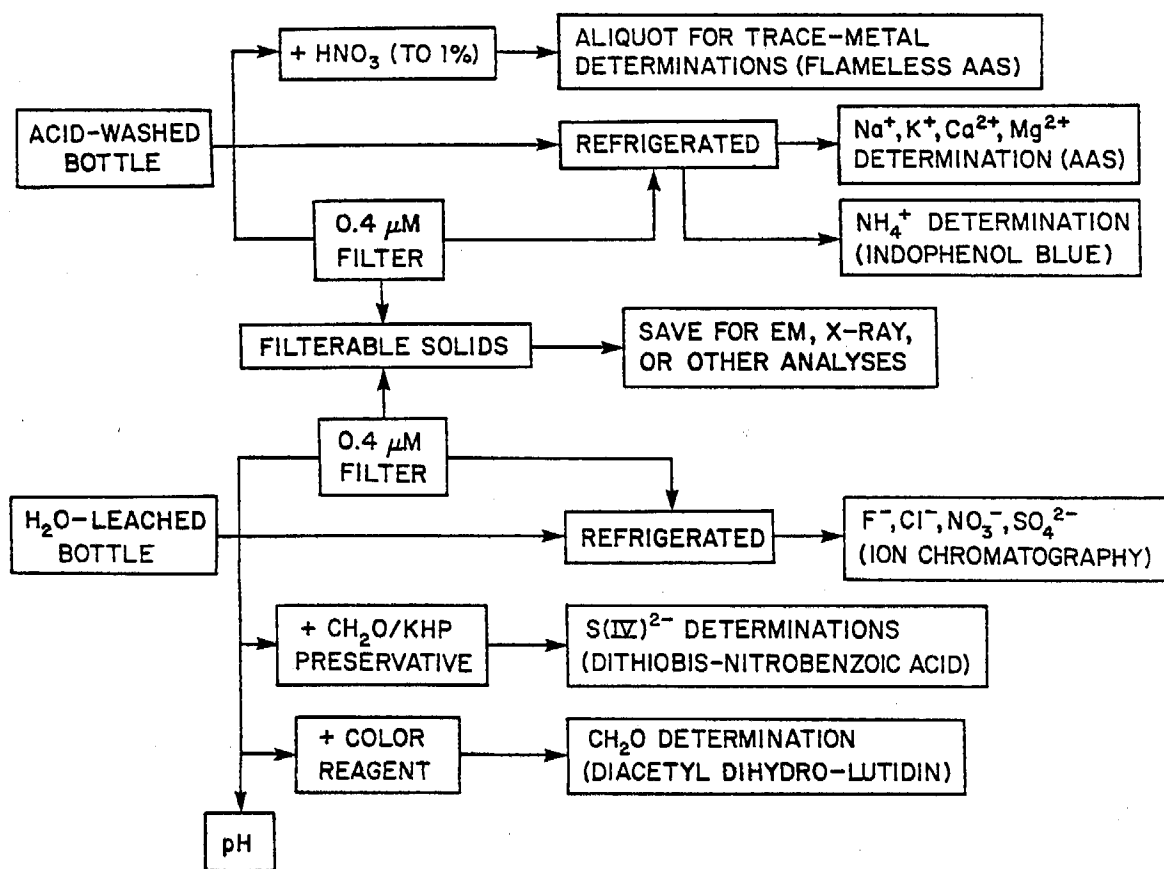 + HNO₃ (TO 1%)
ALIQUOT FOR TRACE-METAL
DETERMINATIONS (FLAMELESS AAS)
ACID-WASHED
BOTTLE
REFRIGERATED
Na⁺, K⁺, Ca²⁺, Mg²⁺
DETERMINATION (AAS)
0.4 μM
FILTER
NH₄⁺ DETERMINATION
(INDOPHENOL BLUE)
FILTERABLE SOLIDS
SAVE FOR EM, X-RAY,
OR OTHER ANALYSES
0.4 μM
FILTER
H₂O-LEACHED
BOTTLE
REFRIGERATED
F⁻, Cl⁻, NO₃⁻, SO₄²⁻
(ION CHROMATOGRAPHY)
+ CH₂O/KHP
PRESERVATIVE
S(IV)²⁻ DETERMINATIONS
(DITHIOBIS-NITROBENZOIC ACID)
+ COLOR
REAGENT
CH₂O DETERMINATION
(DIACETYL DIHYDRO-LUTIDIN)
pH